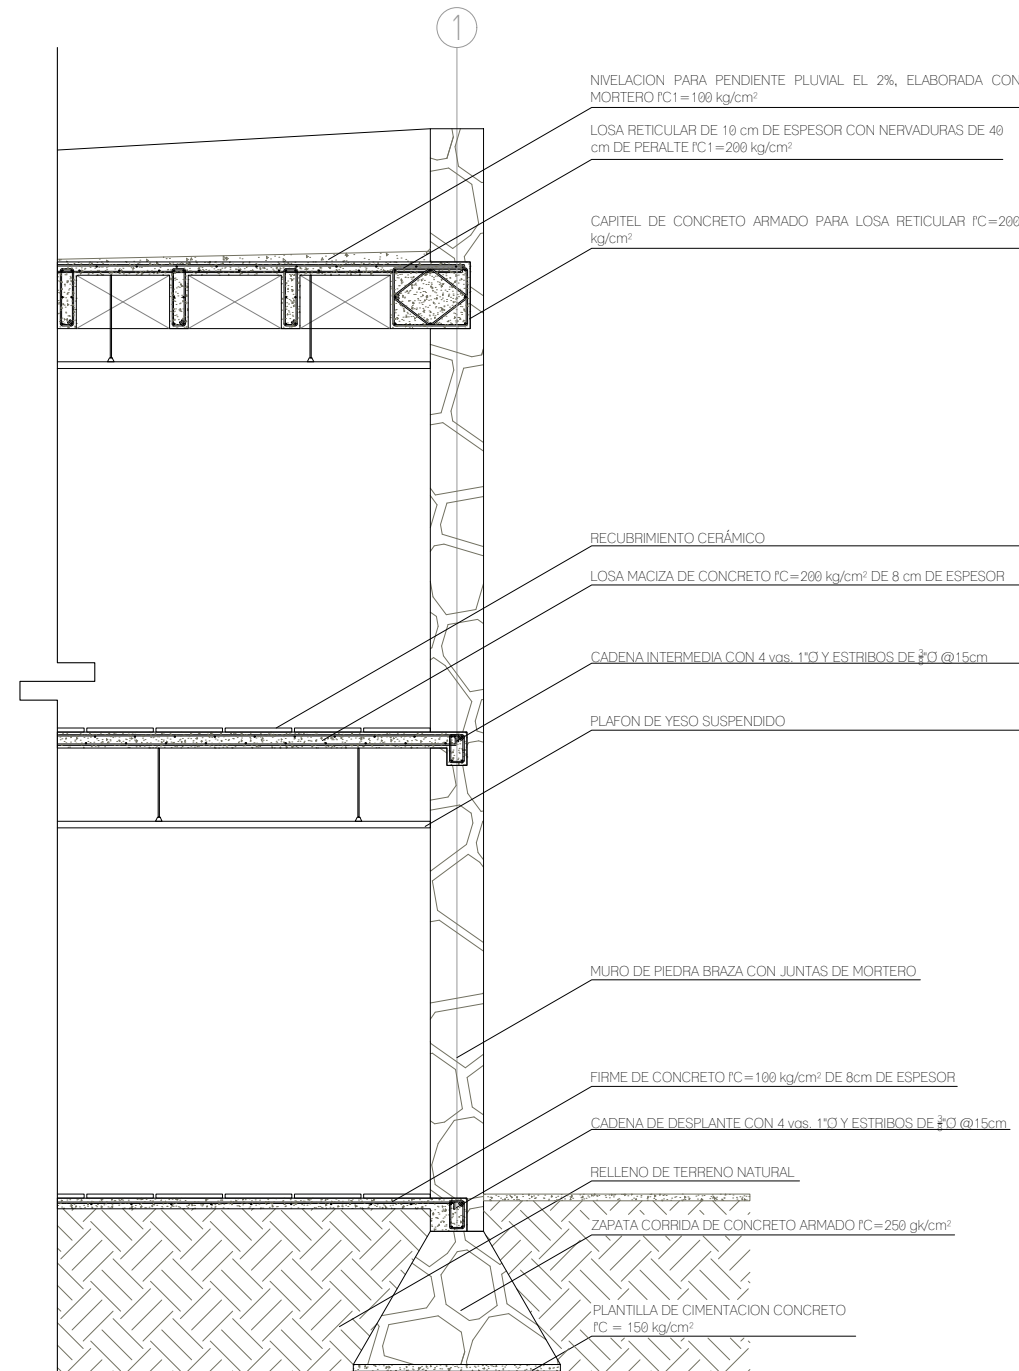 1
NIVELACION PARA PENDIENTE PLUVIAL EL 2%, ELABORADA CON
MORTERO f'C1=100 kg/cm²
LOSA RETICULAR DE 10 cm DE ESPESOR CON NERVADURAS DE 40
cm DE PERALTE f'C1=200 kg/cm²
CAPITEL DE CONCRETO ARMADO PARA LOSA RETICULAR f'C=200
kg/cm²
RECUBRIMIENTO CERÁMICO
LOSA MACIZA DE CONCRETO f'C=200 kg/cm² DE 8 cm DE ESPESOR
CADENA INTERMEDIA CON 4 vas. 1"Ø Y ESTRIBOS DE 3/8"Ø @15cm
PLAFON DE YESO SUSPENDIDO
MURO DE PIEDRA BRAZA CON JUNTAS DE MORTERO
FIRME DE CONCRETO f'C=100 kg/cm² DE 8cm DE ESPESOR
CADENA DE DESPLANTE CON 4 vas. 1"Ø Y ESTRIBOS DE 3/8"Ø @15cm
RELLENO DE TERRENO NATURAL
ZAPATA CORRIDA DE CONCRETO ARMADO f'C=250 gk/cm²
PLANTILLA DE CIMENTACION CONCRETO
f'C = 150 kg/cm²